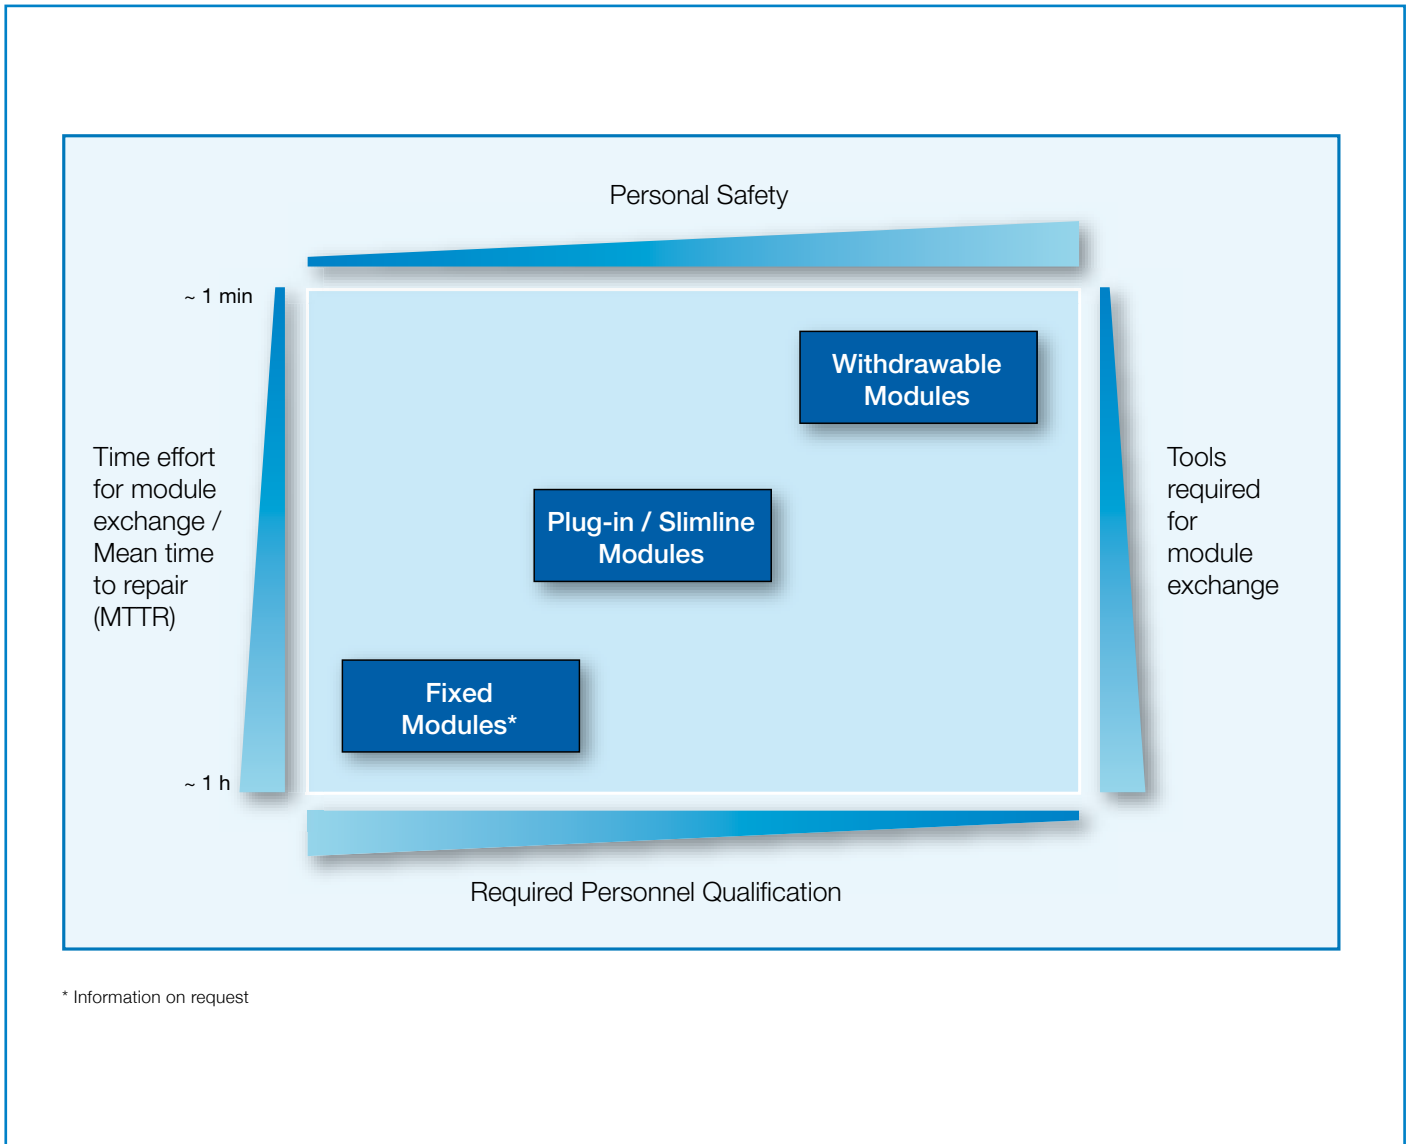 Personal Safety
~ 1 min
Withdrawable
Modules
Time effort
for module
exchange /
Mean time
to repair
(MTTR)
Plug-in / Slimline
Modules
Tools
required
for
module
exchange
Fixed
Modules*
~ 1 h
Required Personnel Qualification
* Information on request